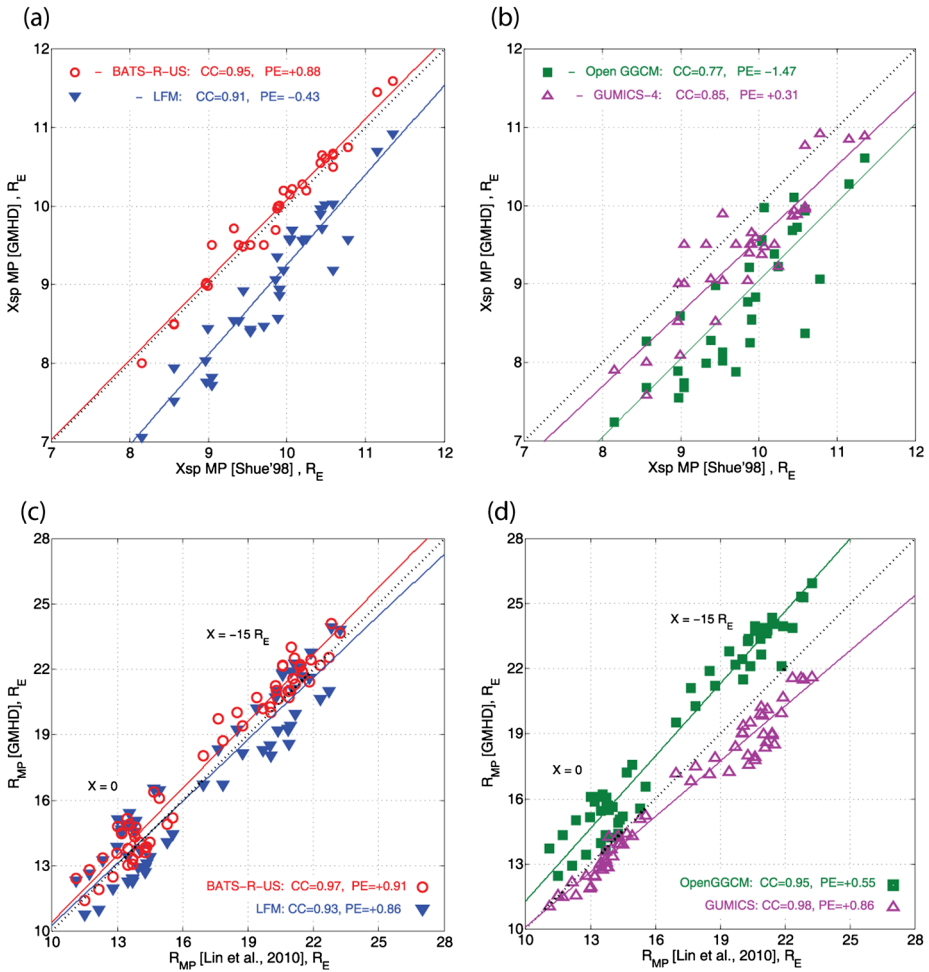 (a)
(b)
12
11
10
9
8
7
Xsp MP [GMHD] , R_E
– BATS–R–US: CC=0.95, PE=+0.88
– LFM: CC=0.91, PE= –0.43
7 8 9 10 11 12
Xsp MP [Shue'98] , R_E
12
11
10
9
8
7
Xsp MP [GMHD] , R_E
– Open GGCM: CC=0.77, PE= –1.47
– GUMICS–4: CC=0.85, PE= +0.31
7 8 9 10 11 12
Xsp MP [Shue'98] , R_E
(c)
(d)
28
25
22
19
16
13
10
R_MP [GMHD], R_E
X = –15 R_E
X = 0
BATS–R–US: CC=0.97, PE=+0.91
LFM: CC=0.93, PE=+0.86
10 13 16 19 22 25 28
R_MP [Lin et al., 2010], R_E
28
25
22
19
16
13
10
R_MP [GMHD], R_E
X = –15 R_E
X = 0
OpenGGCM: CC=0.95, PE=+0.55
GUMICS: CC=0.98, PE=+0.86
10 13 16 19 22 25 28
R_MP [Lin et al., 2010], R_E